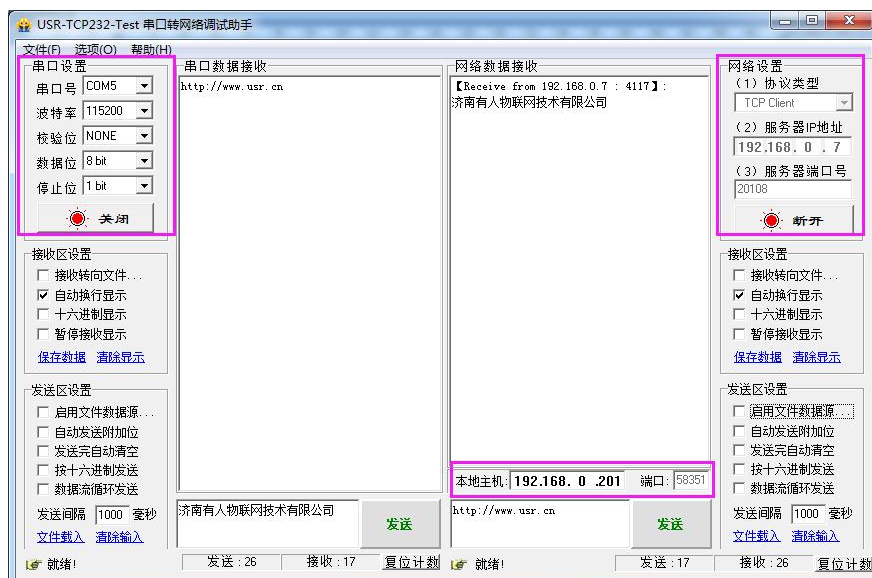 USR-TCP232-Test 串口转网络调试助手
文件(F) 选项(O) 帮助(H)
串口设置
串口号 COM5
波特率 115200
校验位 NONE
数据位 8 bit
停止位 1 bit
关闭
接收区设置
接收转向文件...
自动换行显示
十六进制显示
暂停接收显示
保存数据 清除显示
发送区设置
启用文件数据源...
自动发送附加位
发送完自动清空
按十六进制发送
数据流循环发送
发送间隔 1000 毫秒
文件载入 清除输入
就绪!
串口数据接收
http://www.usr.cn
济南有人物联网技术有限公司
发送
发送:26 接收:17 复位计数
网络数据接收
【Receive from 192.168.0.7 : 4117】:
济南有人物联网技术有限公司
本地主机: 192.168. 0 .201 端口: 58351
http://www.usr.cn
发送
就绪!
发送:17 接收:26 复位计数
网络设置
(1) 协议类型
TCP Client
(2) 服务器IP地址
192.168. 0 . 7
(3) 服务器端口号
20108
断开
接收区设置
接收转向文件...
自动换行显示
十六进制显示
暂停接收显示
保存数据 清除显示
发送区设置
启用文件数据源...
自动发送附加位
发送完自动清空
按十六进制发送
数据流循环发送
发送间隔 1000 毫秒
文件载入 清除输入